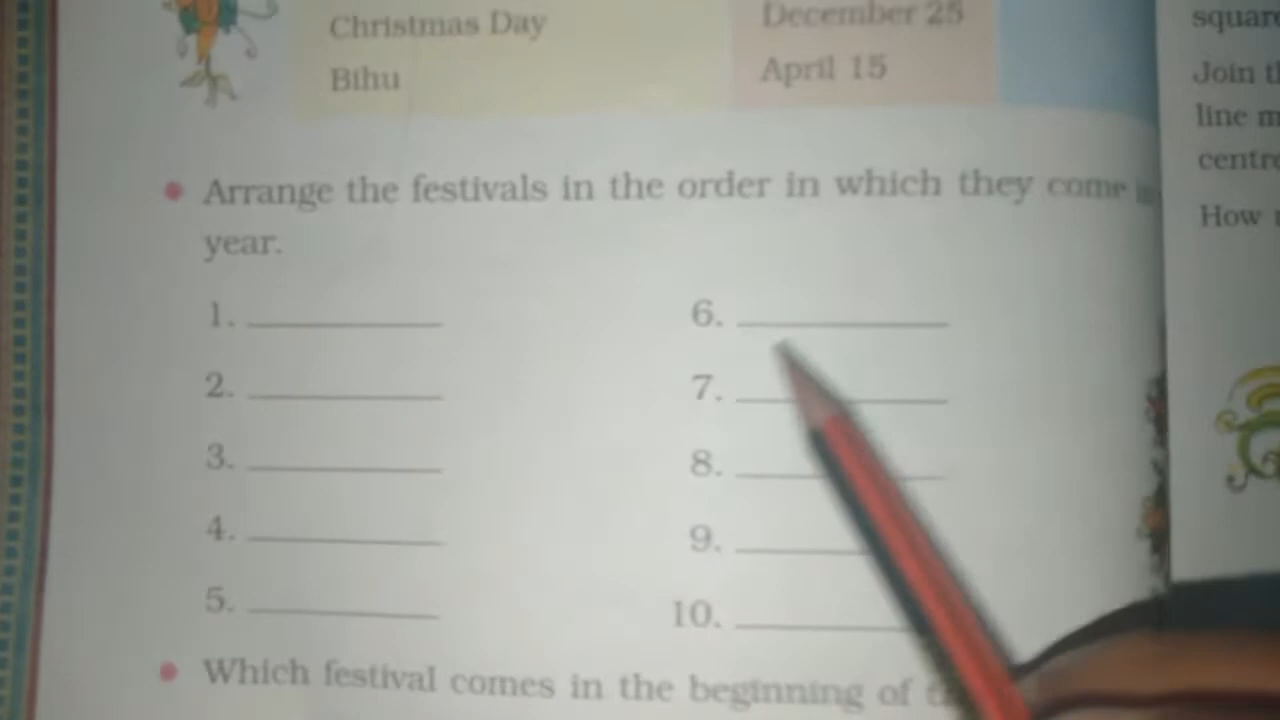 Christmas Day December 25
Bihu April 15
Arrange the festivals in the order in which they come
year.
1. 6.
2. 7.
3. 8.
4. 9.
5. 10.
Which festival comes in the beginning of
square
Join
line
How